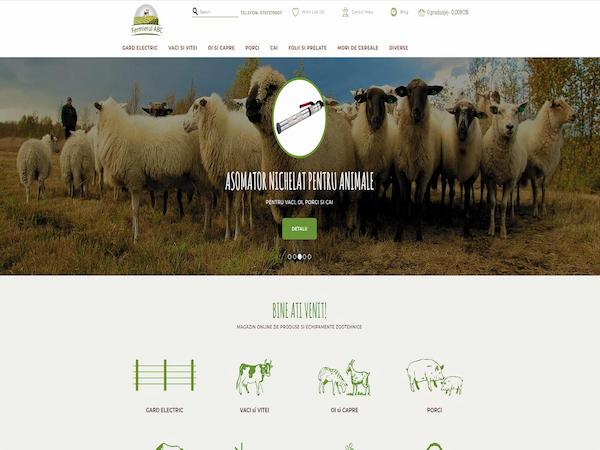 Fermierul ABC
Search
TELEFON: 0757279807
Wish List (0)
Contul meu
Blog
0 produs(e) - 0,00RON
GARD ELECTRIC
VACI SI VITEI
OI SI CAPRE
PORCI
CAI
FOLII SI PRELATE
MORI DE CEREALE
DIVERSE
ASOMATOR NICHELAT PENTRU ANIMALE
PENTRU VACI, OI, PORCI SI CAI
DETALII
BINE ATI VENIT!
MAGAZIN ONLINE DE PRODUSE SI ECHIPAMENTE ZOOTEHNICE
GARD ELECTRIC
VACI si VITEI
OI si CAPRE
PORCI